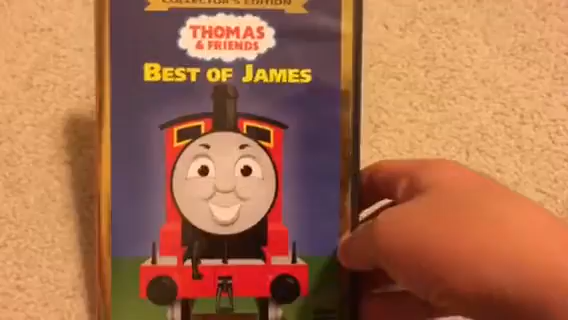 COLLECTOR'S EDITION
THOMAS
& FRIENDS
BEST OF JAMES